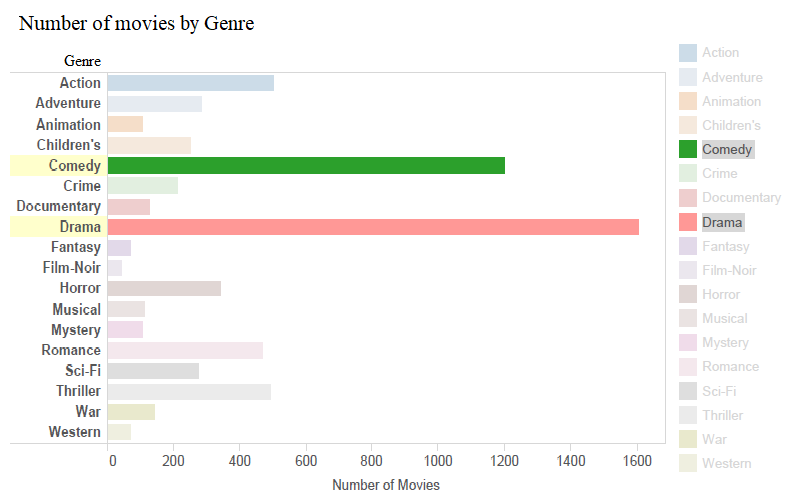 Number of movies by Genre
Genre
Action
Adventure
Animation
Children's
Comedy
Crime
Documentary
Drama
Fantasy
Film-Noir
Horror
Musical
Mystery
Romance
Sci-Fi
Thriller
War
Western
0 200 400 600 800 1000 1200 1400 1600
Number of Movies
Action
Adventure
Animation
Children's
Comedy
Crime
Documentary
Drama
Fantasy
Film-Noir
Horror
Musical
Mystery
Romance
Sci-Fi
Thriller
War
Western